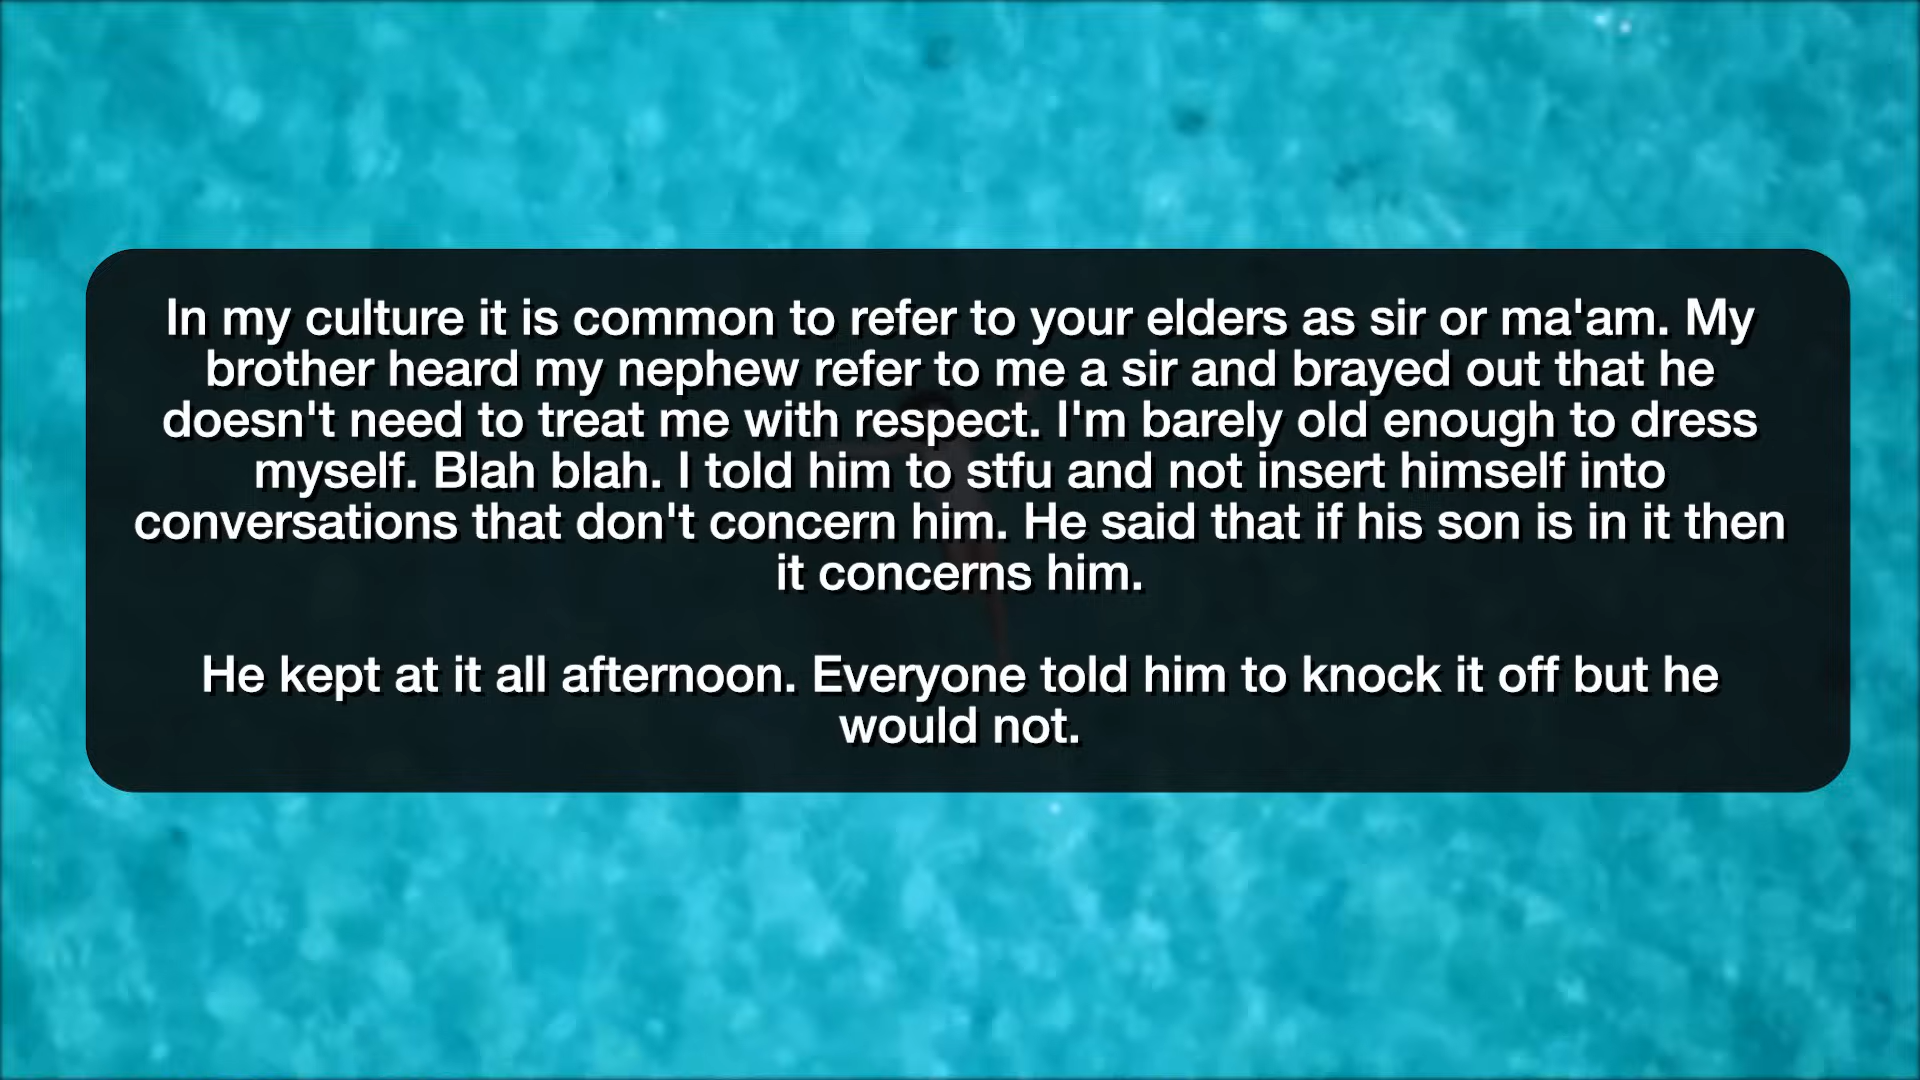 In my culture it is common to refer to your elders as sir or ma'am. My
brother heard my nephew refer to me a sir and brayed out that he
doesn't need to treat me with respect. I'm barely old enough to dress
myself. Blah blah. I told him to stfu and not insert himself into
conversations that don't concern him. He said that if his son is in it then
it concerns him.
He kept at it all afternoon. Everyone told him to knock it off but he
would not.